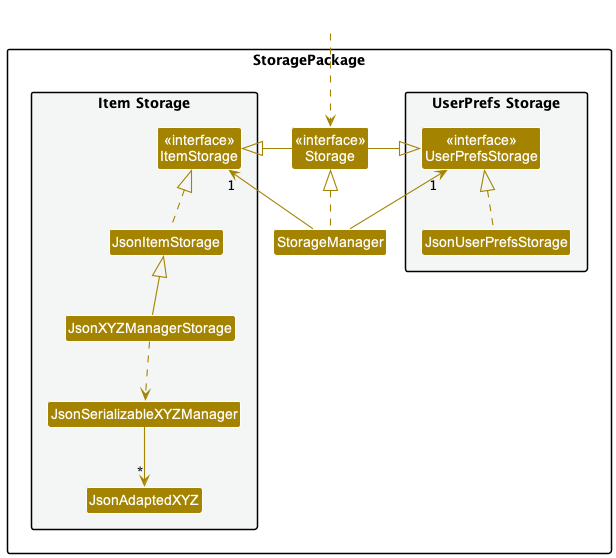 StoragePackage
Item Storage
UserPrefs Storage
«interface»
ItemStorage
«interface»
Storage
«interface»
UserPrefsStorage
1
1
JsonItemStorage
StorageManager
JsonUserPrefsStorage
JsonXYZManagerStorage
JsonSerializableXYZManager
*
JsonAdaptedXYZ